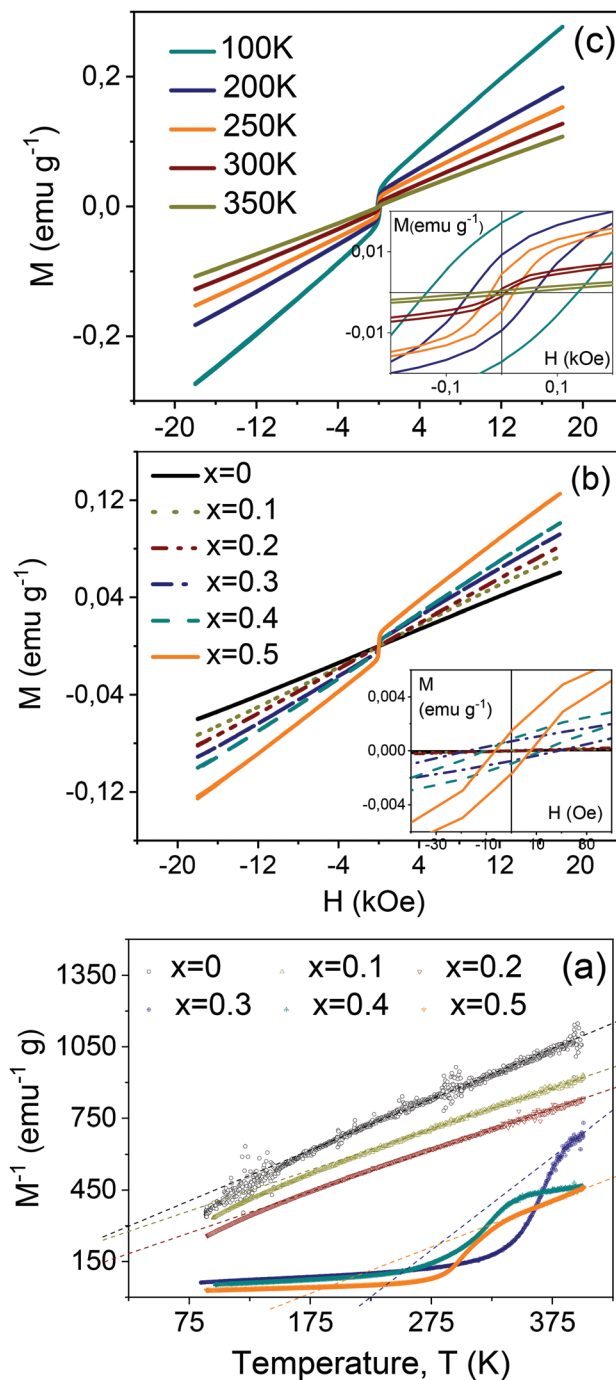 (c)
100K
200K
250K
300K
350K
0,2
0,0
-0,2
M (emu g⁻¹)
M(emu g⁻¹)
0,01
-0,01
H (kOe)
-0,1 0,1
-20 -12 -4 4 12 20
(b)
x=0
x=0.1
x=0.2
x=0.3
x=0.4
x=0.5
0,12
0,04
-0,04
-0,12
M (emu g⁻¹)
M
(emu g⁻¹)
0,004
0,000
-0,004
H (Oe)
-20 -12 -4 4 12 20
H (kOe)
(a)
x=0 x=0.1 x=0.2
x=0.3 x=0.4 x=0.5
1350
1050
750
450
150
M⁻¹ (emu⁻¹ g)
75 175 275 375
Temperature, T (K)